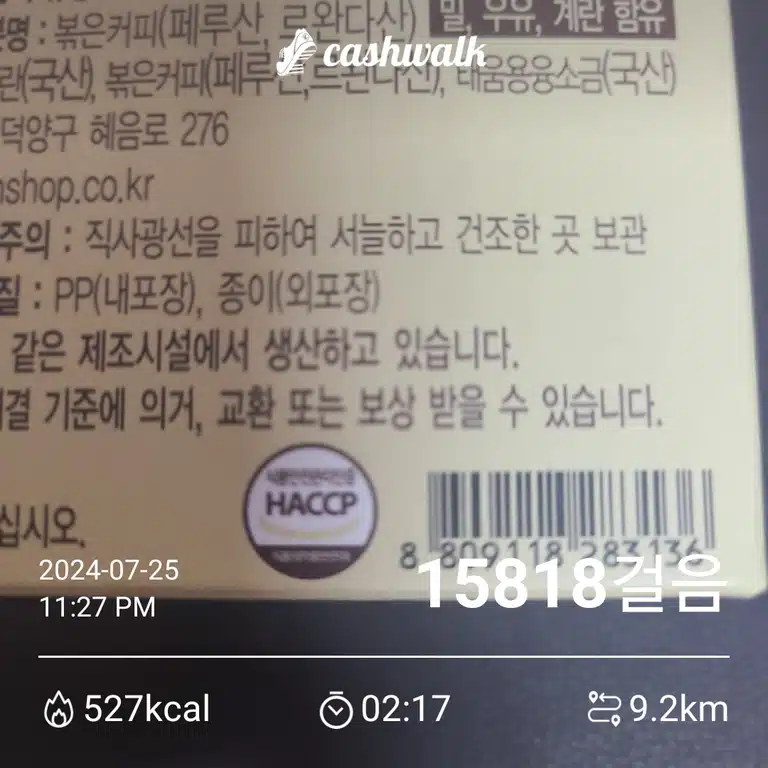 명 : 볶은커피(페루산, 르완다산) 밀, 우유, 계란 함유
cashwalk
란(국산), 볶은커피(페루산,르완다산), 태움용융소금(국산)
덕양구 혜음로 276
shop.co.kr
주의 : 직사광선을 피하여 서늘하고 건조한 곳 보관
질 : PP(내포장), 종이(외포장)
같은 제조시설에서 생산하고 있습니다.
결 기준에 의거, 교환 또는 보상 받을 수 있습니다.
HACCP
십시오.
8 809118 283136
2024-07-25
11:27 PM
15818걸음
527kcal 02:17 9.2km